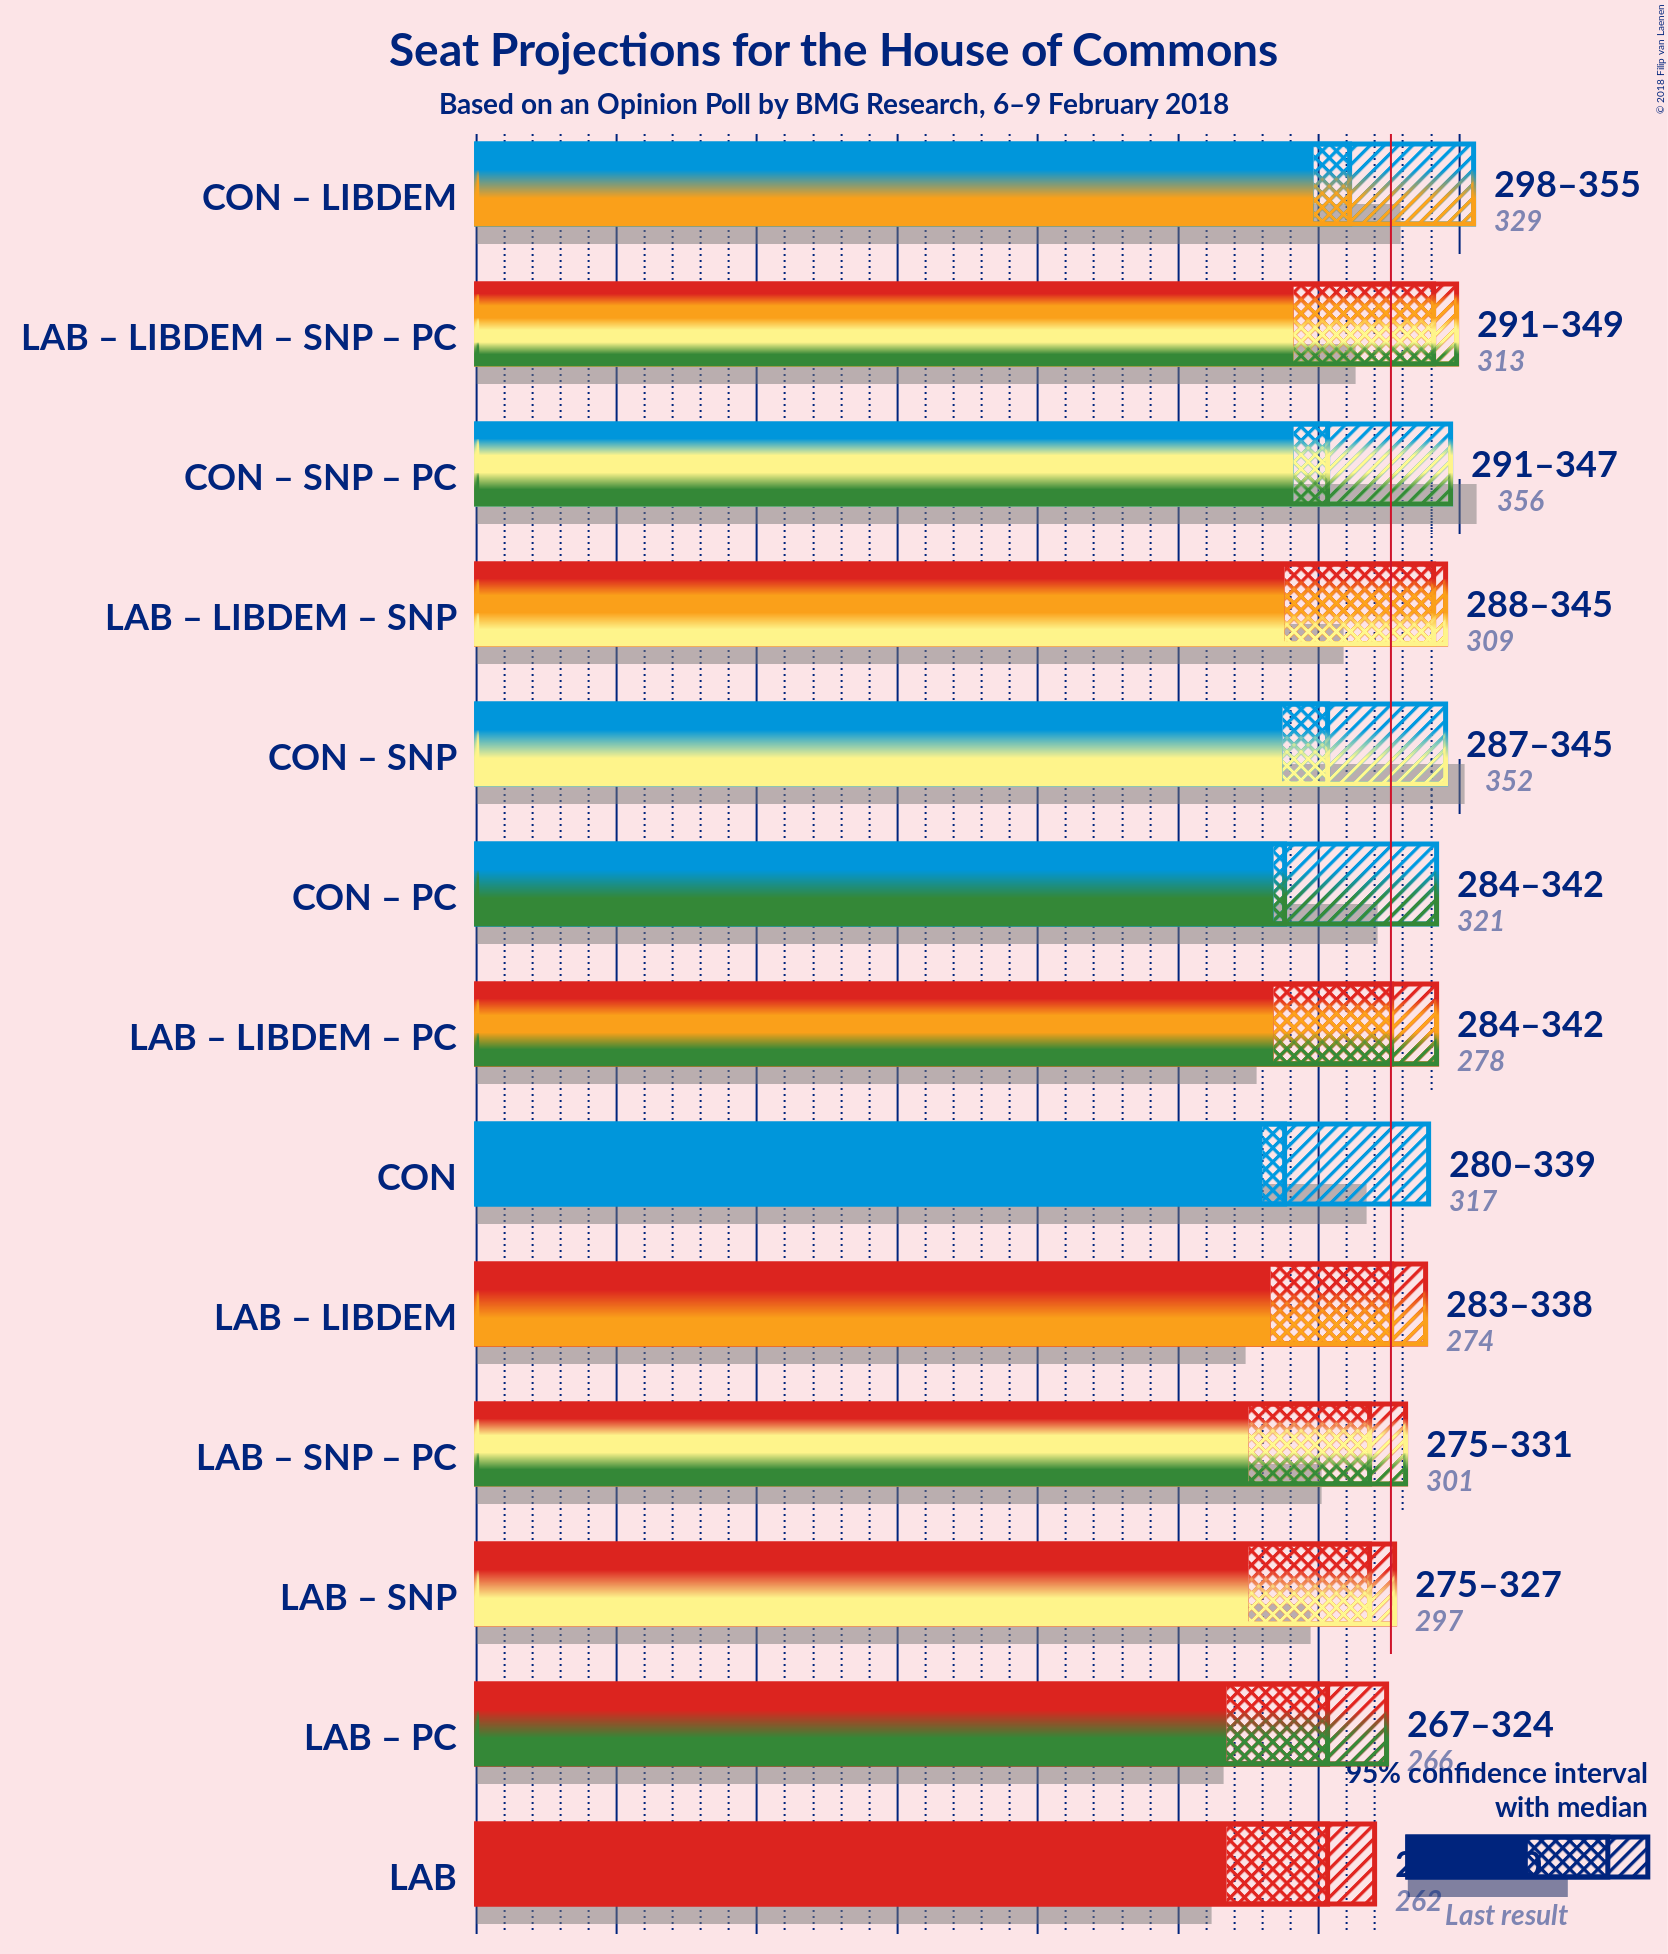 © 2018 Filip van Laenen
Seat Projections for the House of Commons
Based on an Opinion Poll by BMG Research, 6–9 February 2018
CON – LIBDEM
298–355
329
LAB – LIBDEM – SNP – PC
291–349
313
CON – SNP – PC
291–347
356
LAB – LIBDEM – SNP
288–345
309
CON – SNP
287–345
352
CON – PC
284–342
321
LAB – LIBDEM – PC
284–342
278
CON
280–339
317
LAB – LIBDEM
283–338
274
LAB – SNP – PC
275–331
301
LAB – SNP
275–327
297
LAB – PC
267–324
266
95% confidence interval
with median
LAB
262
Last result